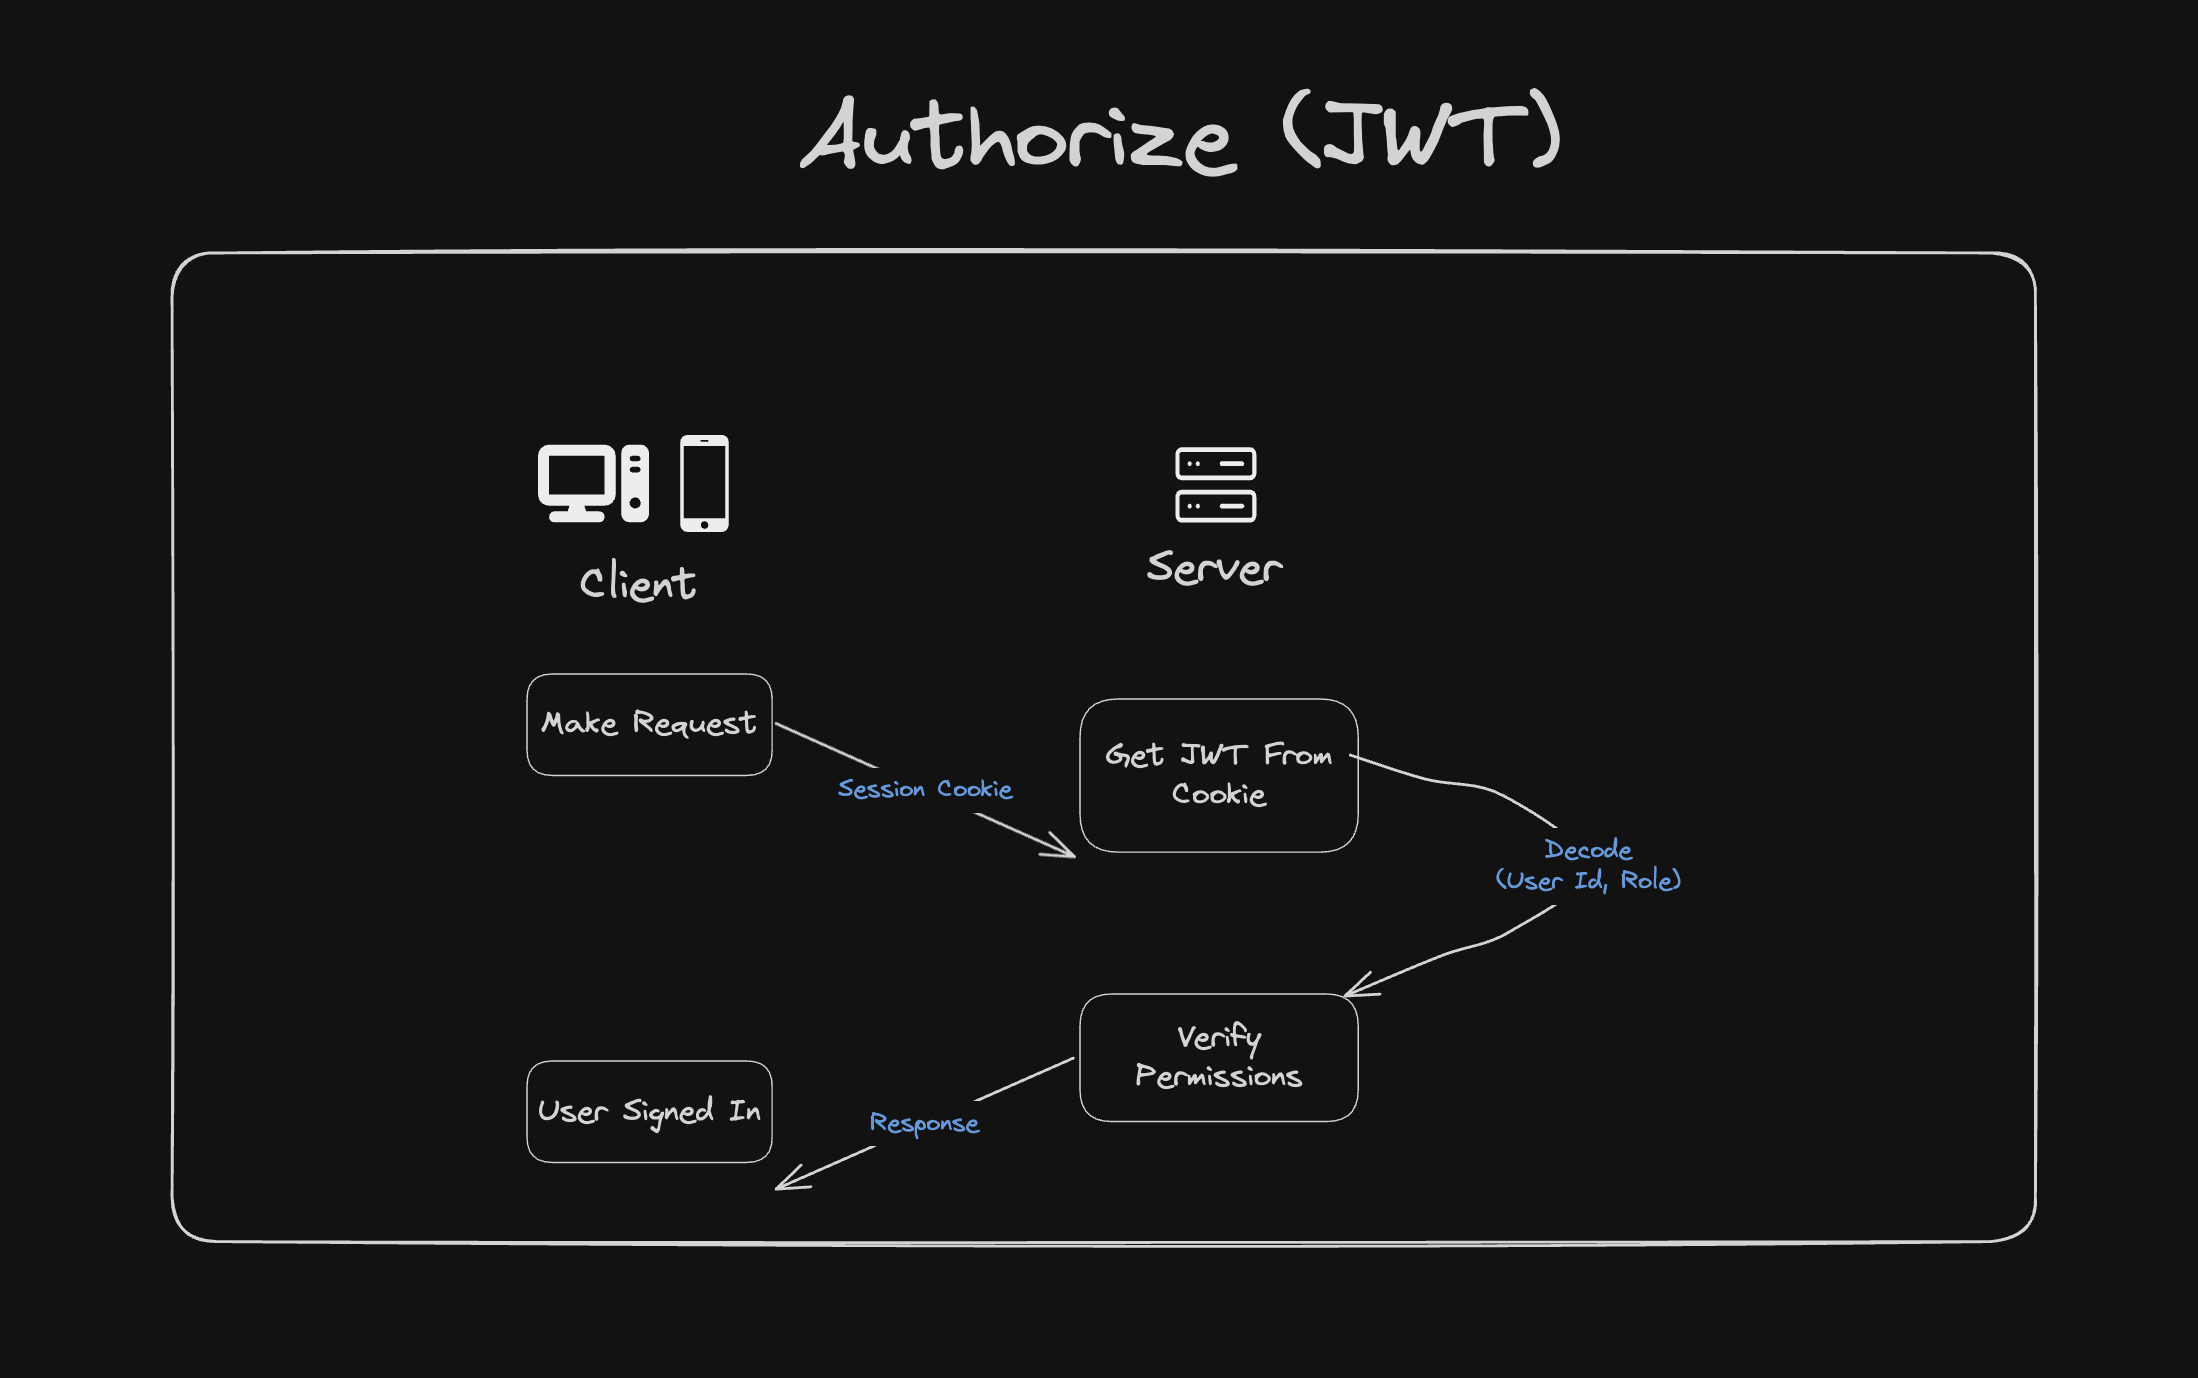 Authorize (JWT)
Client
Server
Make Request
Session Cookie
Get JWT From
Cookie
Decode
(User Id, Role)
Verify
Permissions
Response
User Signed In